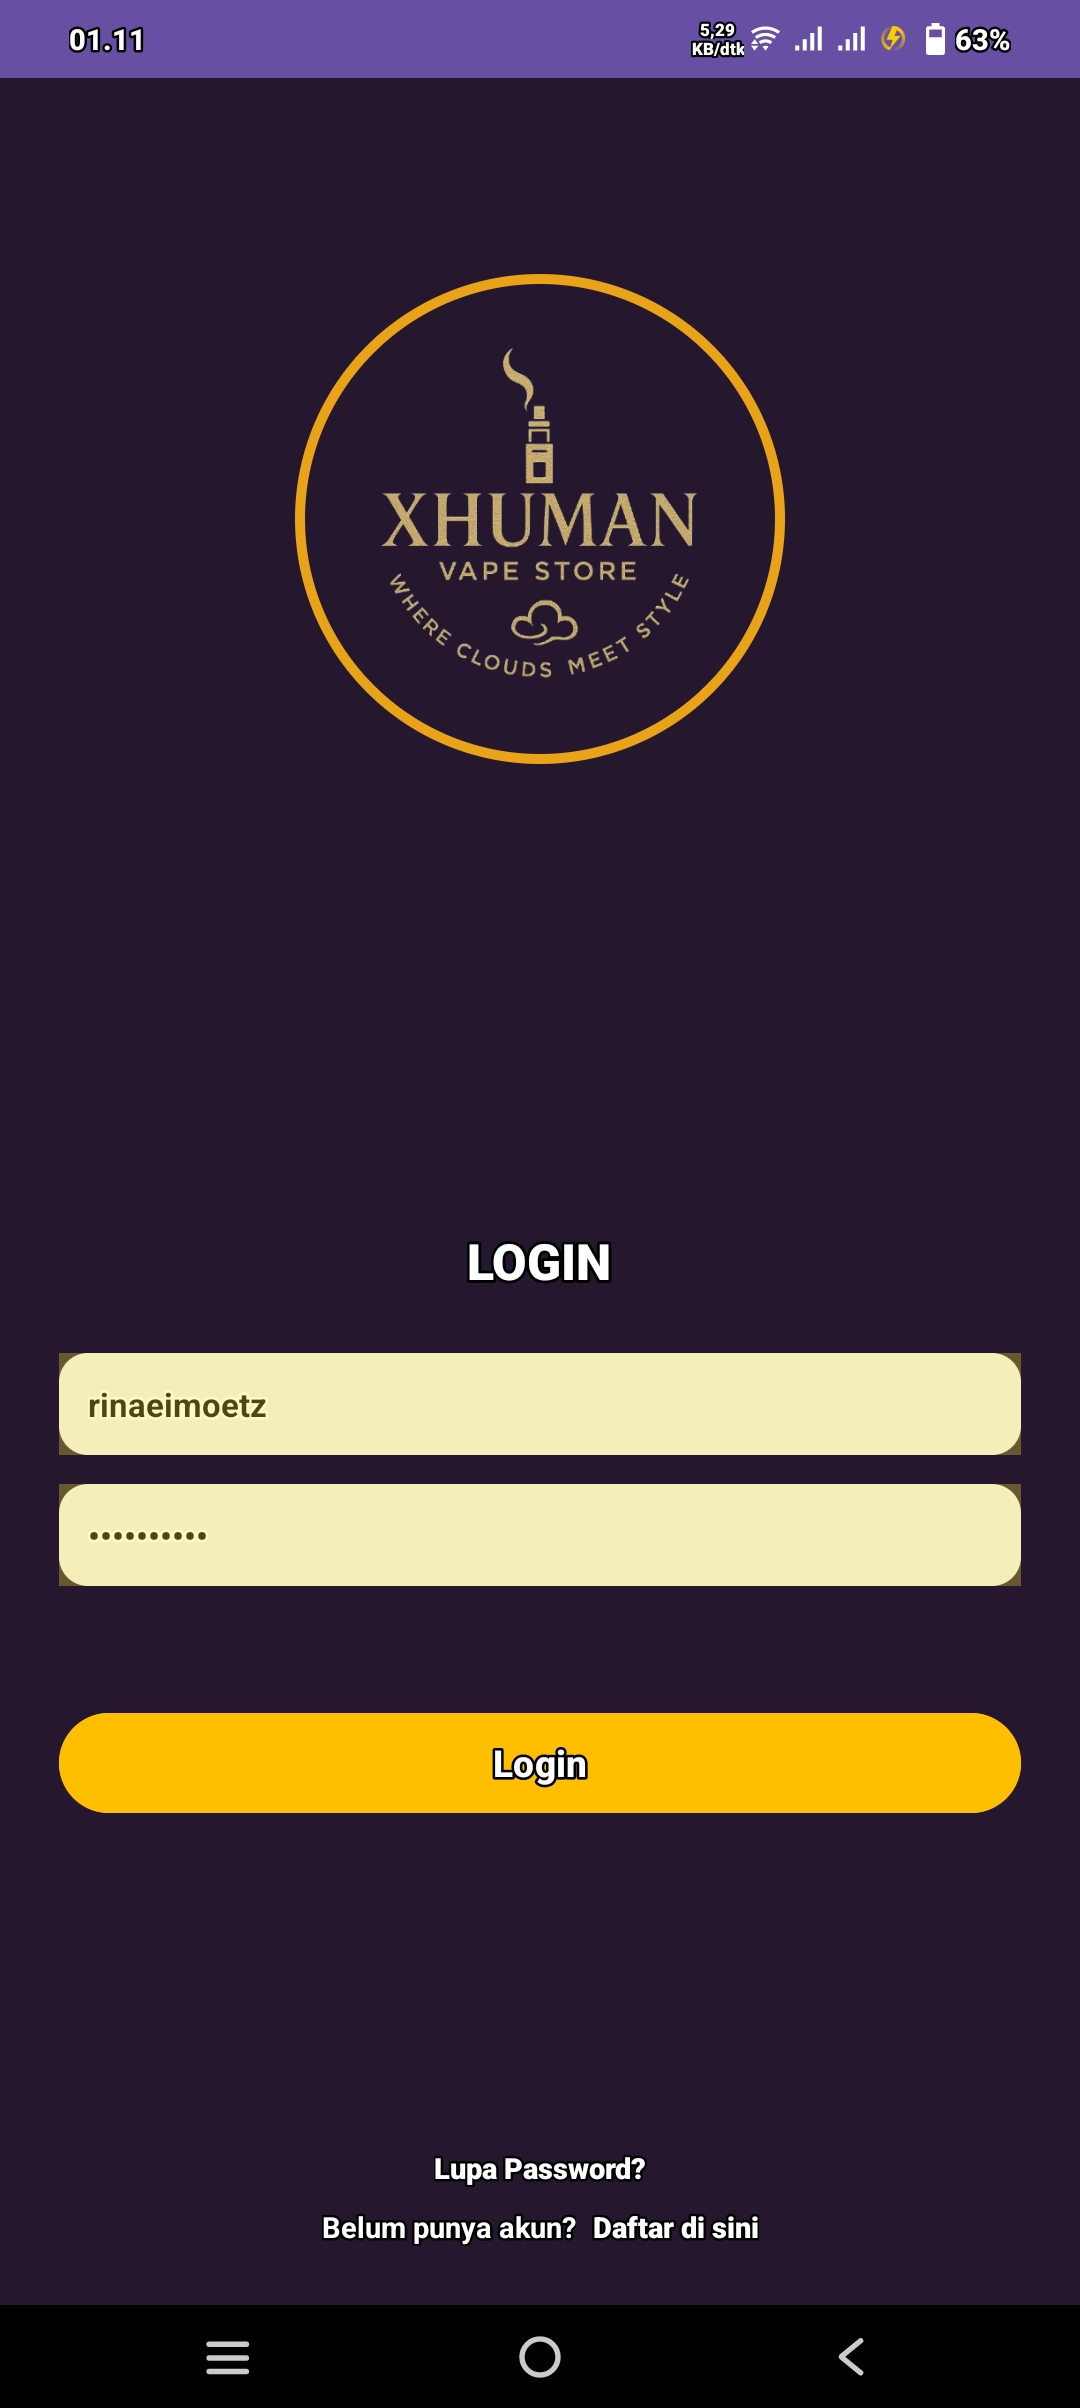 01.11
5,29
KB/dtk
63%
XHUMAN
VAPE STORE
WHERE CLOUDS MEET STYLE
LOGIN
rinaeimoetz
••••••••••
Login
Lupa Password?
Belum punya akun? Daftar di sini